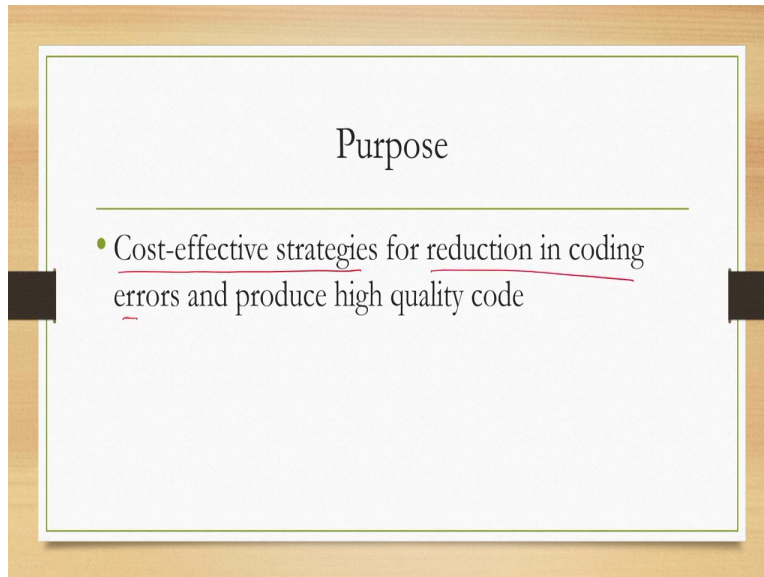 Purpose
• Cost-effective strategies for reduction in coding
errors and produce high quality code